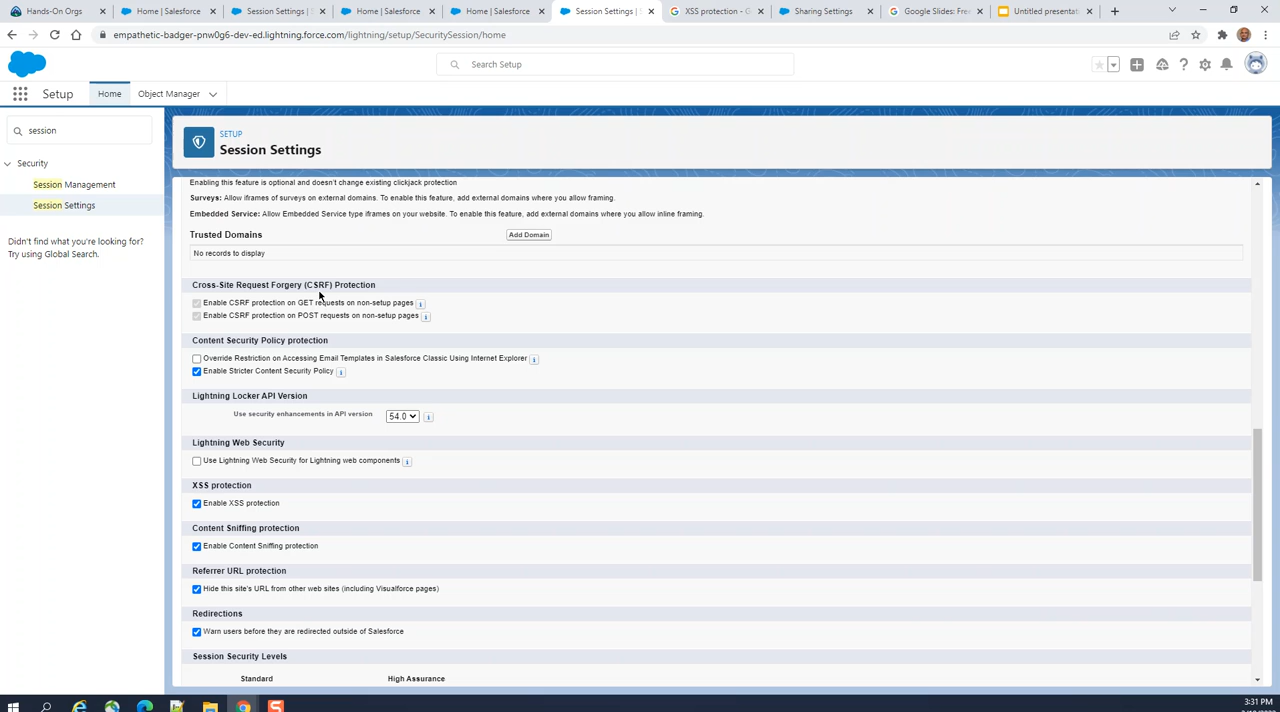 Hands-On Orgs
Home | Salesforce
Session Settings |
Home | Salesforce
Home | Salesforce
Session Settings |
XSS protection - G
Sharing Settings
Google Slides: Fre
Untitled presentat
empathetic-badger-pnw0g6-dev-ed.lightning.force.com/lightning/setup/SecuritySession/home
Search Setup
Setup
Home
Object Manager
session
Security
Session Management
Session Settings
Didn't find what you're looking for?
Try using Global Search.
SETUP
Session Settings
Enabling this feature is optional and doesn't change existing clickjack protection
Surveys: Allow iframes of surveys on external domains. To enable this feature, add external domains where you allow framing.
Embedded Service: Allow Embedded Service type iframes on your website. To enable this feature, add external domains where you allow inline framing.
Trusted Domains
Add Domain
No records to display
Cross-Site Request Forgery (CSRF) Protection
Enable CSRF protection on GET requests on non-setup pages
Enable CSRF protection on POST requests on non-setup pages
Content Security Policy protection
Override Restriction on Accessing Email Templates in Salesforce Classic Using Internet Explorer
Enable Stricter Content Security Policy
Lightning Locker API Version
Use security enhancements in API version 54.0
Lightning Web Security
Use Lightning Web Security for Lightning web components
XSS protection
Enable XSS protection
Content Sniffing protection
Enable Content Sniffing protection
Referrer URL protection
Hide this site's URL from other web sites (including Visualforce pages)
Redirections
Warn users before they are redirected outside of Salesforce
Session Security Levels
Standard
High Assurance
3:31 PM